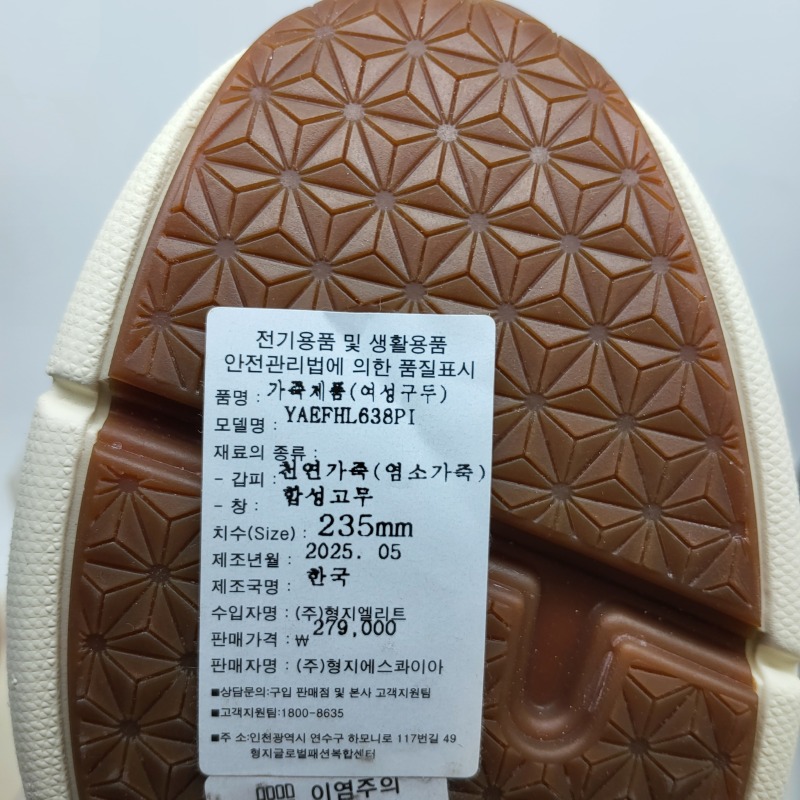 전기용품 및 생활용품
안전관리법에 의한 품질표시
품명 : 가죽제품(여성구두)
모델명 : YAEFHL638PI
재료의 종류 :
- 갑피 : 천연가죽(염소가죽)
- 창 : 합성고무
치수(Size) : 235mm
제조년월 : 2025. 05
제조국명 : 한국
수입자명 : (주)형지엘리트
판매가격 : ₩279,000
판매자명 : (주)형지에스콰이아
■상담문의:구입 판매점 및 본사 고객지원팀
■고객지원팀:1800-8635
■주 소:인천광역시 연수구 하모니로 117번길 49
형지글로벌패션복합센터
이염주의